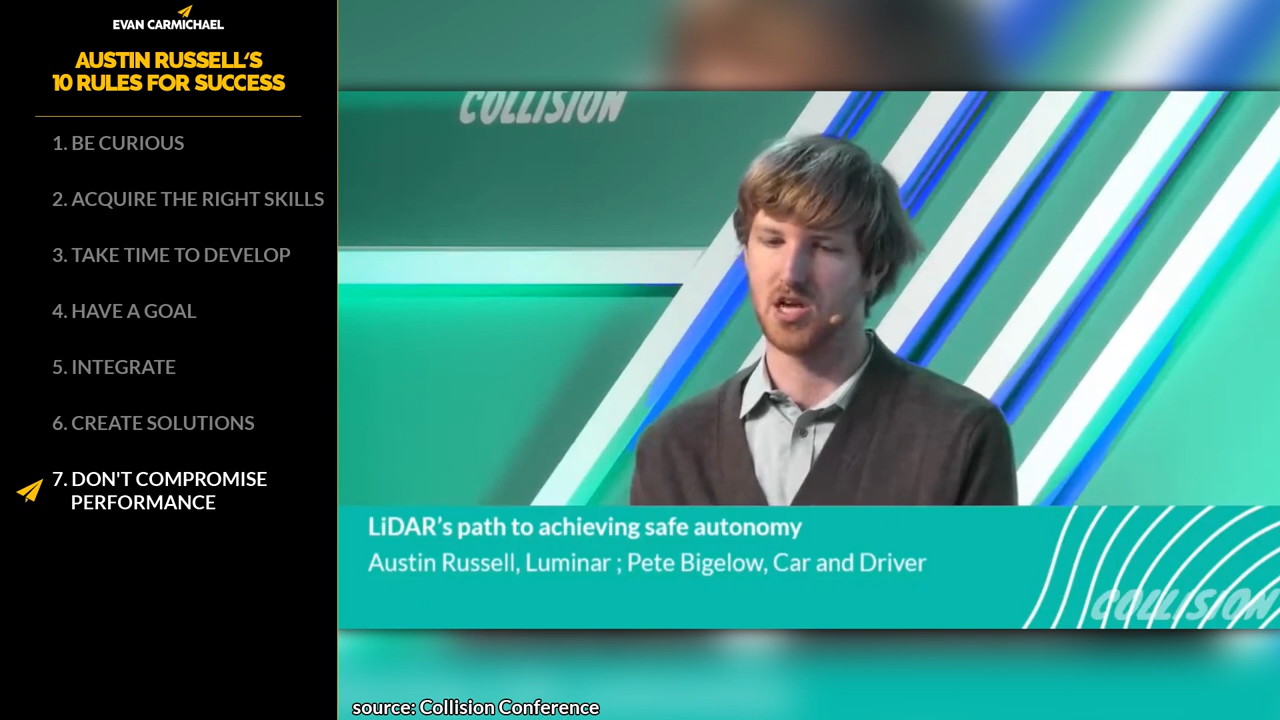 EVAN CARMICHAEL
AUSTIN RUSSELL'S
10 RULES FOR SUCCESS
1. BE CURIOUS
2. ACQUIRE THE RIGHT SKILLS
3. TAKE TIME TO DEVELOP
4. HAVE A GOAL
5. INTEGRATE
6. CREATE SOLUTIONS
7. DON'T COMPROMISE
PERFORMANCE
COLLISION
LiDAR's path to achieving safe autonomy
Austin Russell, Luminar ; Pete Bigelow, Car and Driver
COLLISION
source: Collision Conference